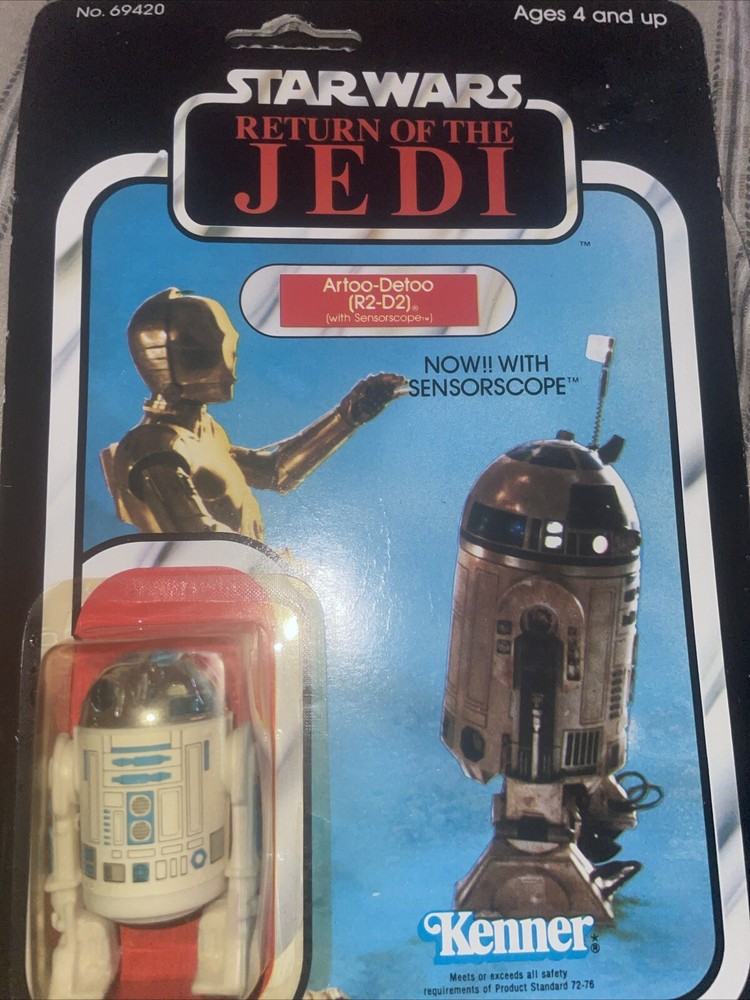 No. 69420
Ages 4 and up
STAR WARS
RETURN OF THE
JEDI
™
Artoo-Detoo
(R2-D2)®
(with Sensorscope™)
NOW!! WITH
SENSORSCOPE™
Kenner®
Meets or exceeds all safety
requirements of Product Standard 72-76